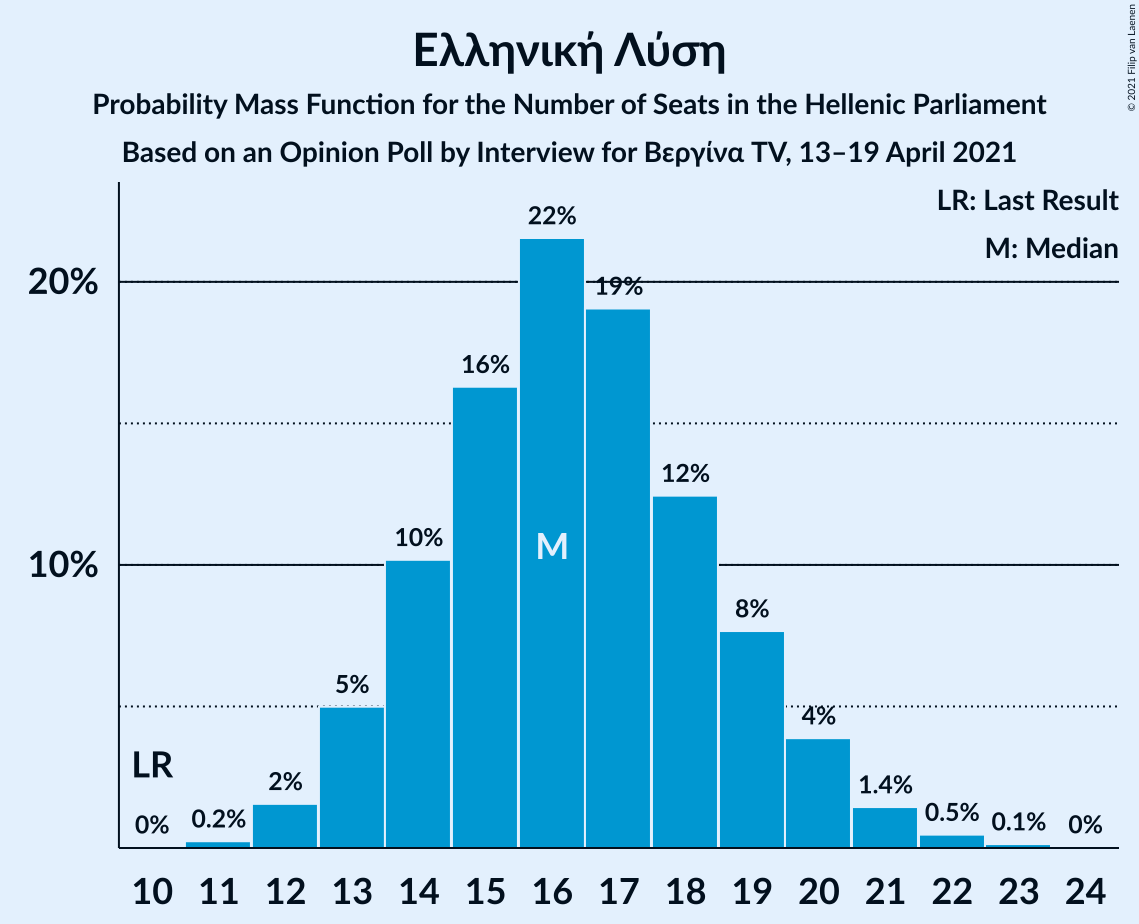 Ελληνική Λύση
Probability Mass Function for the Number of Seats in the Hellenic Parliament
Based on an Opinion Poll by Interview for Βεργίνα TV, 13–19 April 2021
© 2021 Filip van Laenen
LR: Last Result
M: Median
20%
10%
0%
0.2%
2%
5%
10%
16%
22%
19%
12%
8%
4%
1.4%
0.5%
0.1%
0%
LR
M
10 11 12 13 14 15 16 17 18 19 20 21 22 23 24